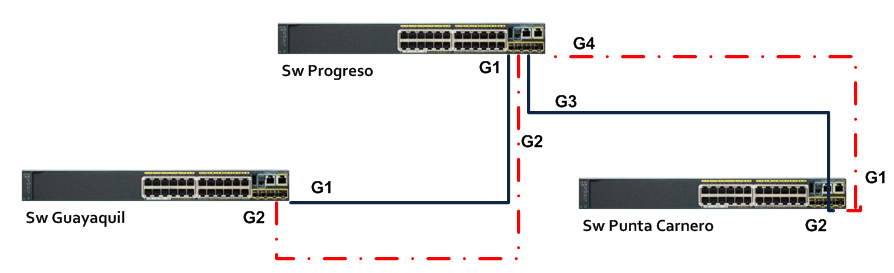 G4
Sw Progreso
G1
G3
G2
G1
G1
Sw Guayaquil
G2
Sw Punta Carnero
G2